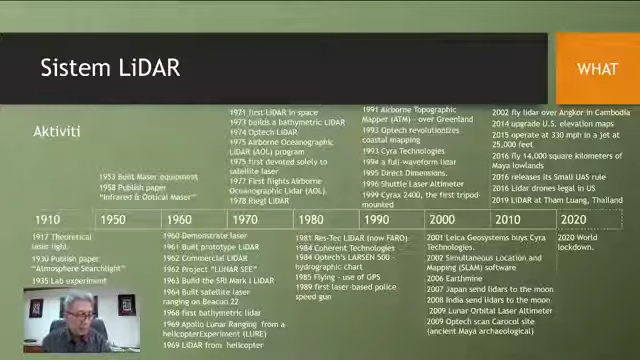 Sistem LiDAR
WHAT
Aktiviti
1953 Built Maser equipment
1958 Publish paper
"Infrared & Optical Maser"
1971 first LiDAR in space
1973 builds a bathymetric LiDAR
1974 Optech LiDAR
1975 Airborne Oceanographic
LiDAR (AOL) program
1975 first devoted solely to
satellite laser
1977 First flights Airborne
Oceanographic Lidar (AOL).
1978 Riegl LiDAR
1991 Airborne Topographic
Mapper (ATM) - over Greenland
1993 Optech revolutionizes
coastal mapping
1993 Cyra Technologies
1994 a full-waveform lidar
1995 Direct Dimensions.
1996 Shuttle Laser Altimeter
1999 Cyrax 2400, the first tripod-
mounted
2002 fly lidar over Angkor in Cambodia
2014 upgrade U.S. elevation maps
2015 operate at 330 mph in a jet at
25,000 feet
2016 fly 14,000 square kilometers of
Maya lowlands
2016 releases its Small UAS rule
2016 Lidar drones legal in US
2019 LiDAR at Tham Luang, Thailand
1910 1950 1960 1970 1980 1990 2000 2010 2020
1917 Theoretical
laser light
1930 Publish paper
"Atmosphere Searchlight"
1935 Lab experiment
1960 Demonstrate laser
1961 Built prototype LiDAR
1962 Commercial LiDAR
1962 Project "LUNAR SEE"
1963 Build the SRI Mark I LiDAR
1964 Built satellite laser
ranging on Beacon 22
1968 first bathymetric lidar
1969 Apollo Lunar Ranging from a
helicopterExperiment (LURE)
1969 LiDAR from helicopter
1981 Res-Tec LiDAR (now FARO)
1984 Coherent Technologies
1984 Optech's LARSEN 500 -
hydrographic chart
1985 Flying - use of GPS
1989 first laser-based police
speed gun
2001 Leica Geosystems buys Cyra
Technologies.
2002 Simultaneous Location and
Mapping (SLAM) software
2006 Earthmine
2007 Japan send lidars to the moon
2008 India send lidars to the moon
2009 Lunar Orbital Laser Altimeter
2009 Optech scan Carocol site
(ancient Maya archaeological)
2020 World
lockdown.